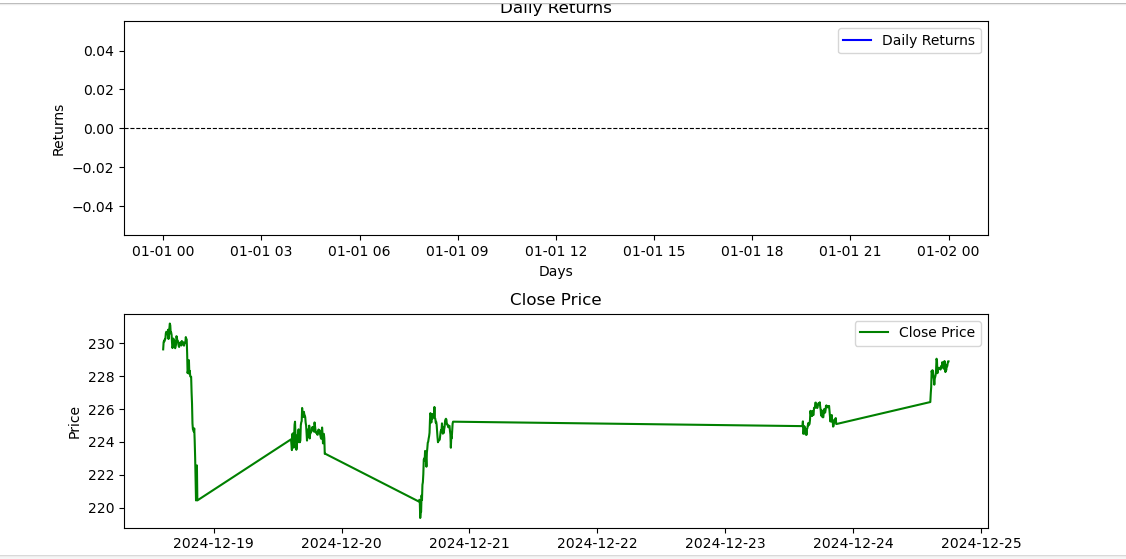 Daily Returns
Daily Returns
0.04
0.02
0.00
−0.02
−0.04
Returns
01-01 00 01-01 03 01-01 06 01-01 09 01-01 12 01-01 15 01-01 18 01-01 21 01-02 00
Days
Close Price
Close Price
230
228
226
224
222
220
Price
2024-12-19 2024-12-20 2024-12-21 2024-12-22 2024-12-23 2024-12-24 2024-12-25